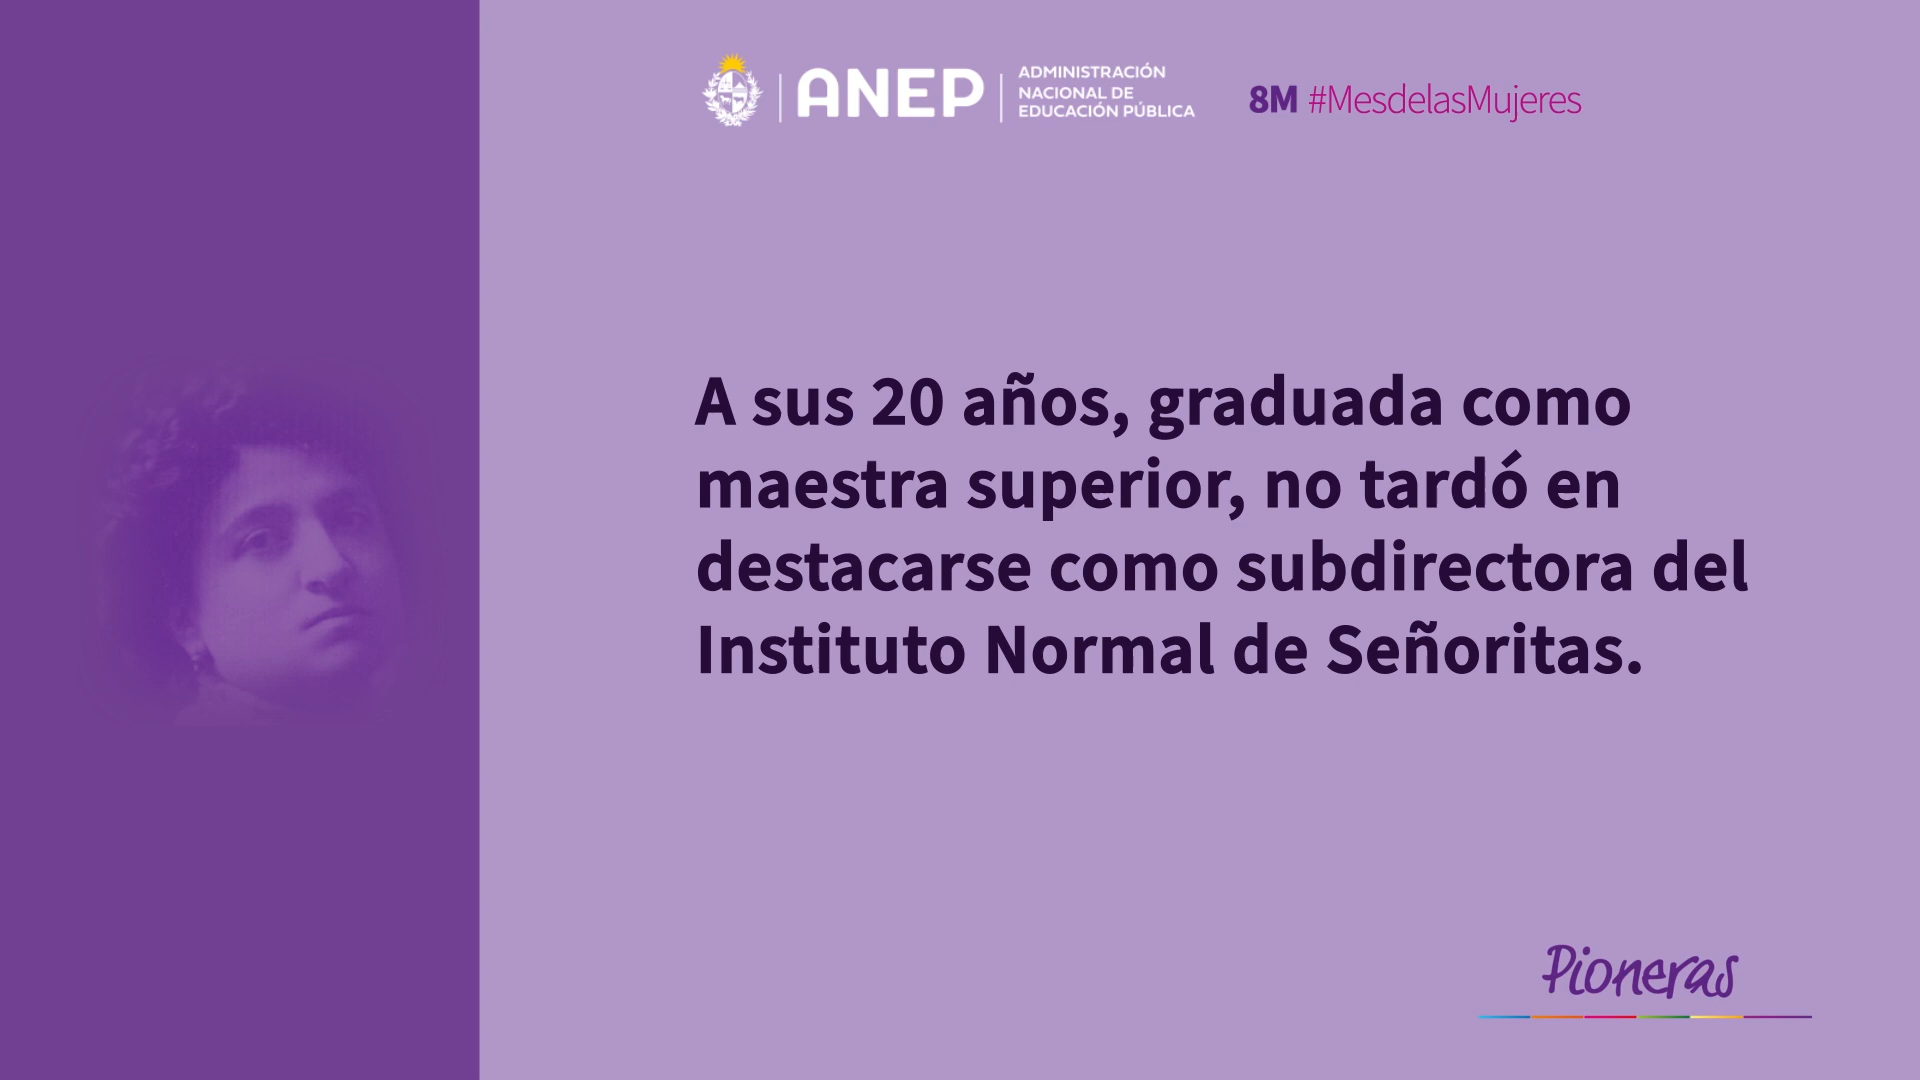 ANEP
ADMINISTRACIÓN
NACIONAL DE
EDUCACIÓN PÚBLICA
8M #MesdelasMujeres
A sus 20 años, graduada como
maestra superior, no tardó en
destacarse como subdirectora del
Instituto Normal de Señoritas.
Pioneras